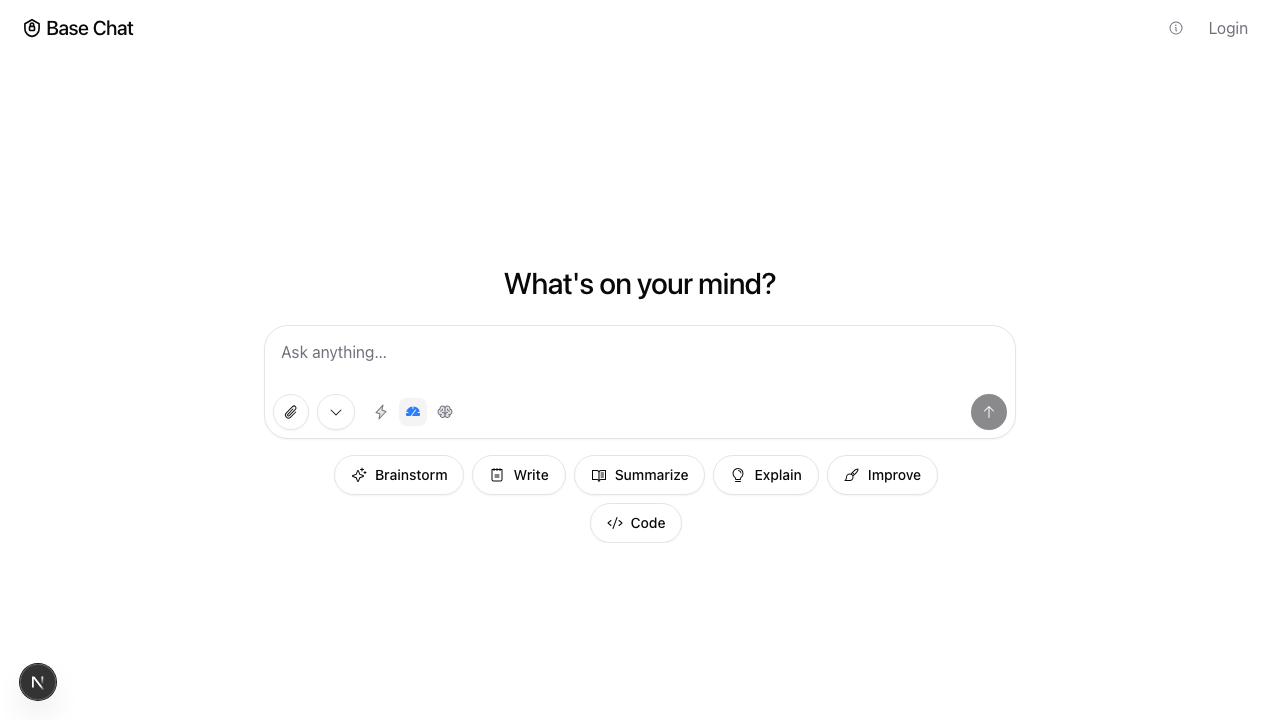 Base Chat
Login
What's on your mind?
Ask anything...
Brainstorm
Write
Summarize
Explain
Improve
Code
N